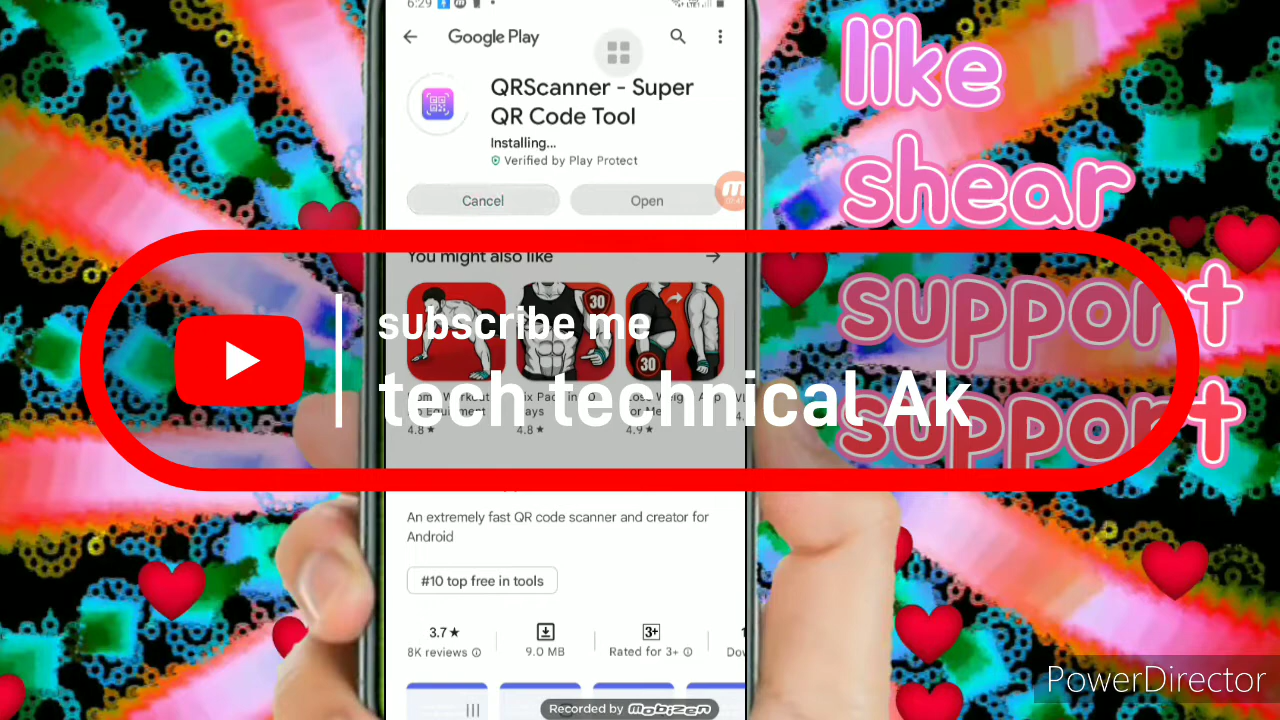 6:29
Google Play
QRScanner - Super
QR Code Tool
Installing...
Verified by Play Protect
Cancel
Open
You might also like
30
30
subscribe me
tech technical Ak
4.8 ★
4.8 ★
4.9 ★
An extremely fast QR code scanner and creator for
Android
#10 top free in tools
3.7 ★
8K reviews
9.0 MB
3+
Rated for 3+
Recorded by mobizen
like
shear
support
support
PowerDirector